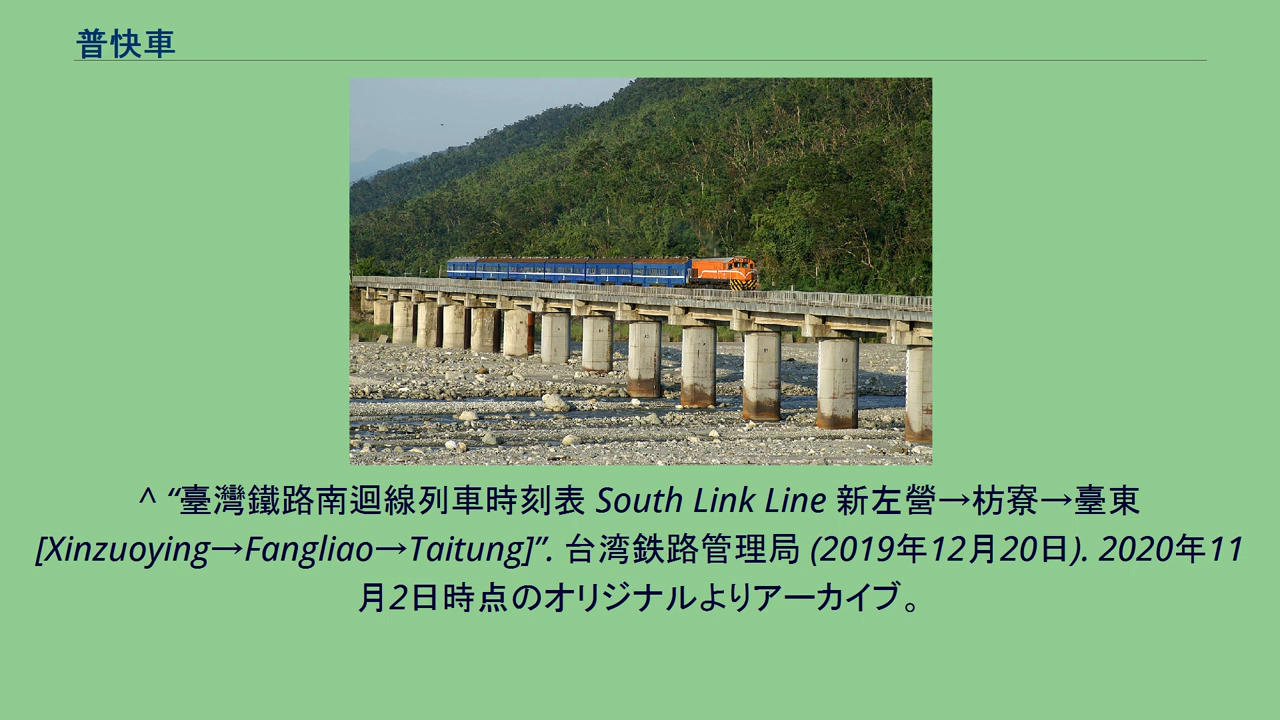 普快車
^ “臺灣鐵路南迴線列車時刻表 South Link Line 新左營→枋寮→臺東
[Xinzuoying→Fangliao→Taitung]”. 台湾鉄路管理局 (2019年12月20日). 2020年11
月2日時点のオリジナルよりアーカイブ。